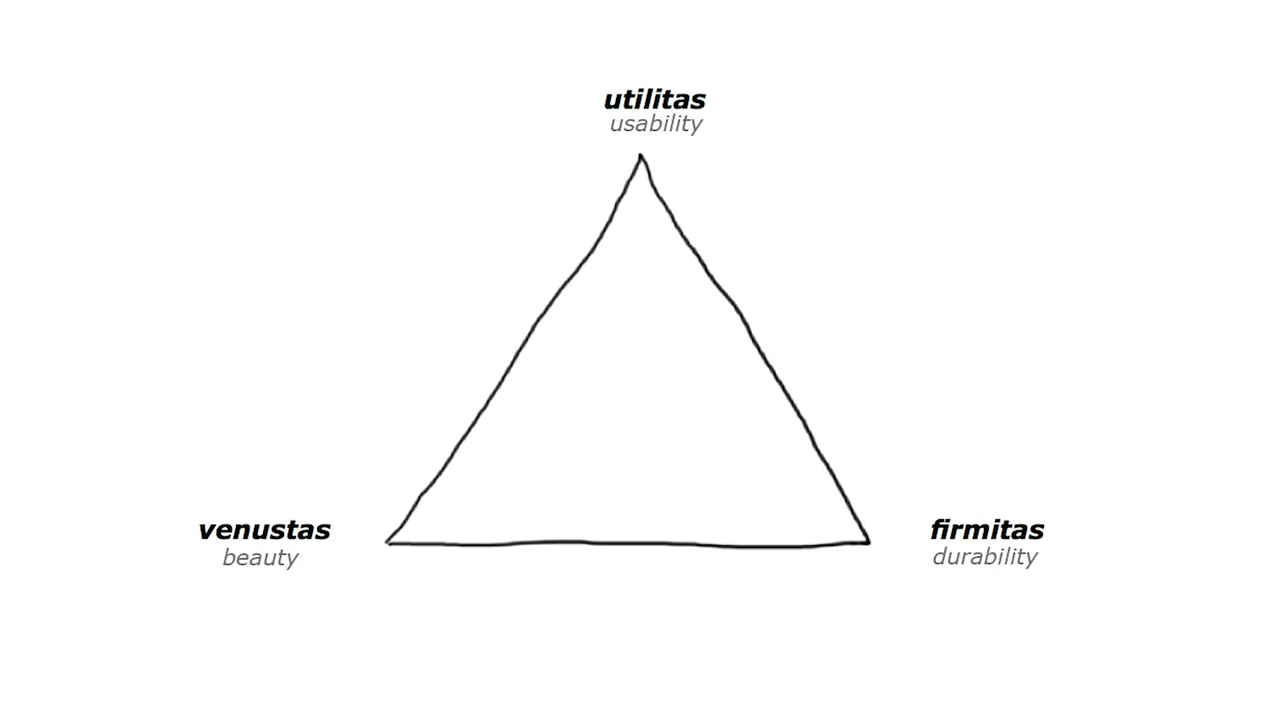 utilitas
usability
venustas
beauty
firmitas
durability